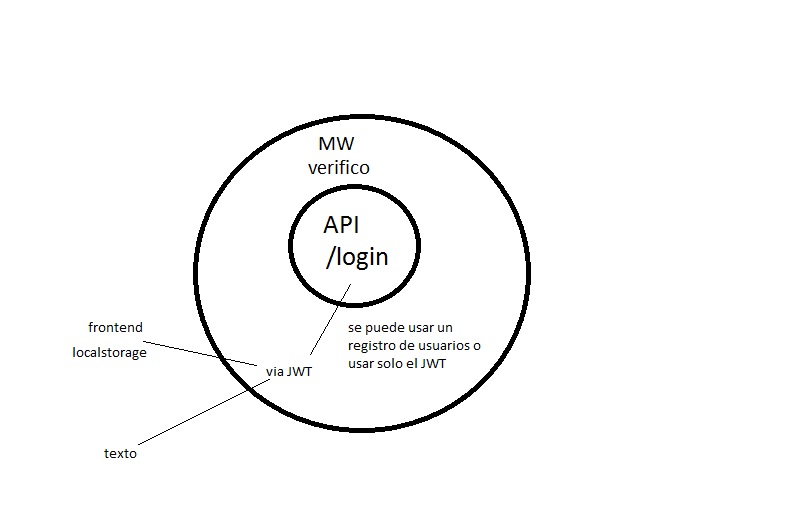 MW
verifico
API
/login
frontend
localstorage
se puede usar un
registro de usuarios o
usar solo el JWT
via JWT
texto